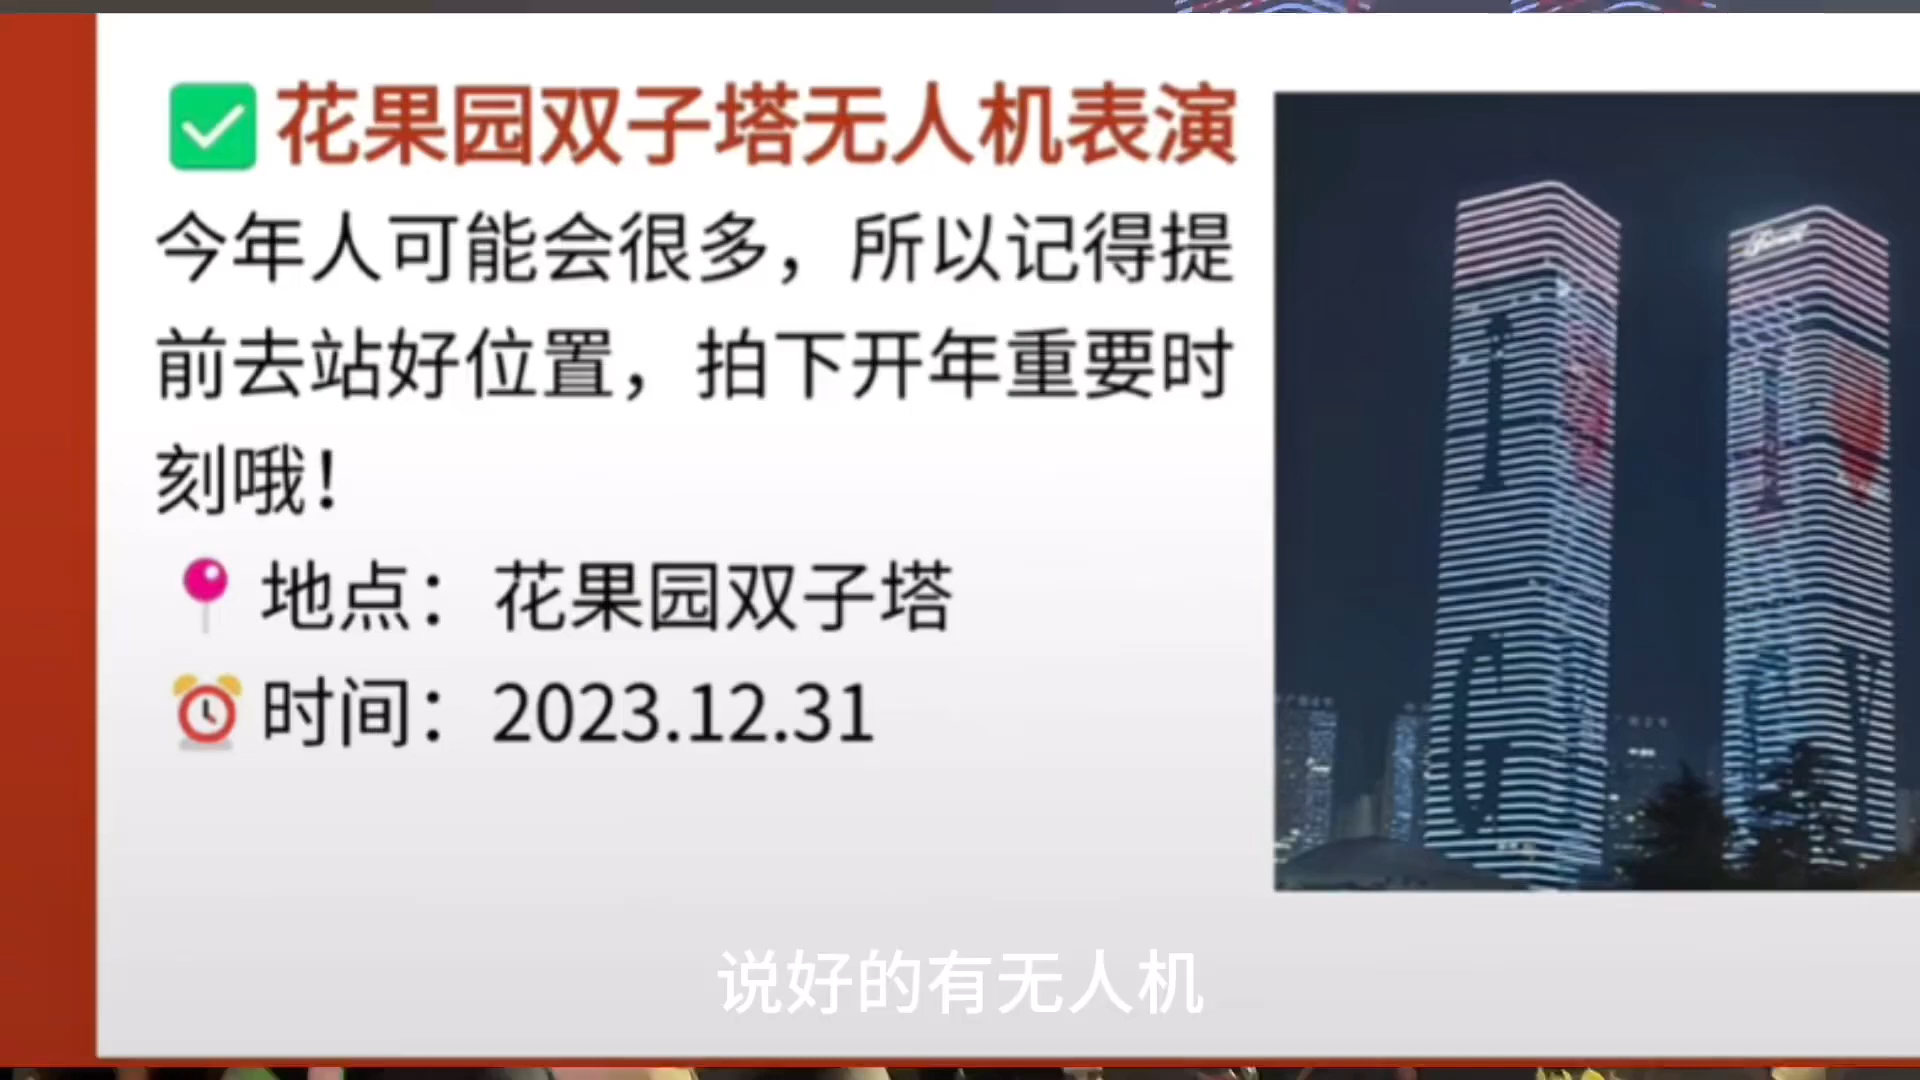 ✅花果园双子塔无人机表演
今年人可能会很多，所以记得提
前去站好位置，拍下开年重要时
刻哦！
📍地点：花果园双子塔
⏰时间：2023.12.31
说好的有无人机